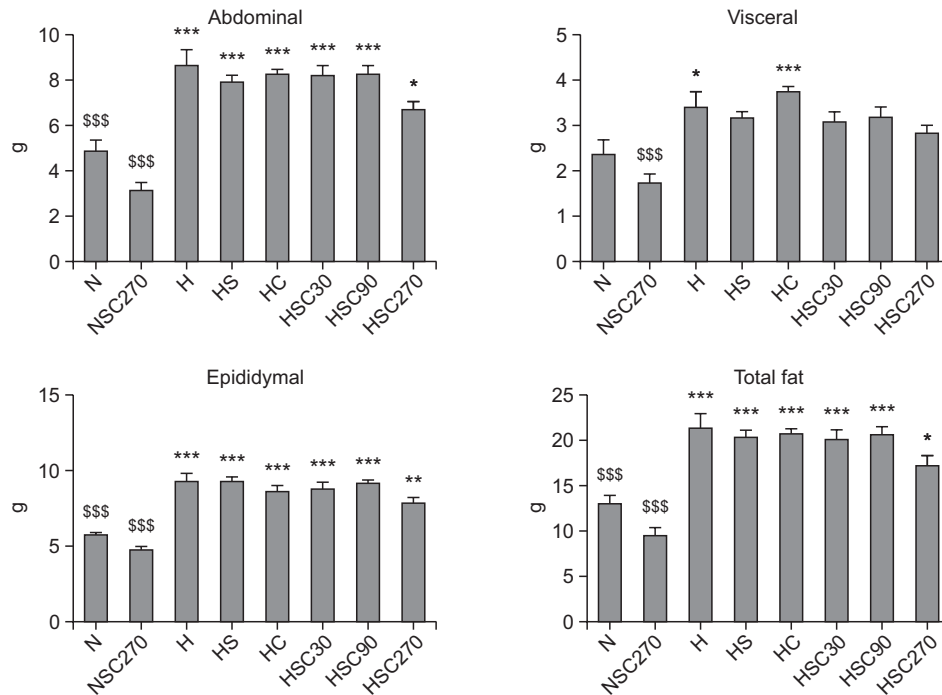 Abdominal
10
8
6
4
2
0
g
$$$
$$$
***
***
***
***
***
*
N
NSC270
H
HS
HC
HSC30
HSC90
HSC270
Visceral
5
4
3
2
1
0
g
$$$
*
***
N
NSC270
H
HS
HC
HSC30
HSC90
HSC270
Epididymal
15
10
5
0
g
$$$
$$$
***
***
***
***
***
**
N
NSC270
H
HS
HC
HSC30
HSC90
HSC270
Total fat
25
20
15
10
5
0
g
$$$
$$$
***
***
***
***
***
*
N
NSC270
H
HS
HC
HSC30
HSC90
HSC270